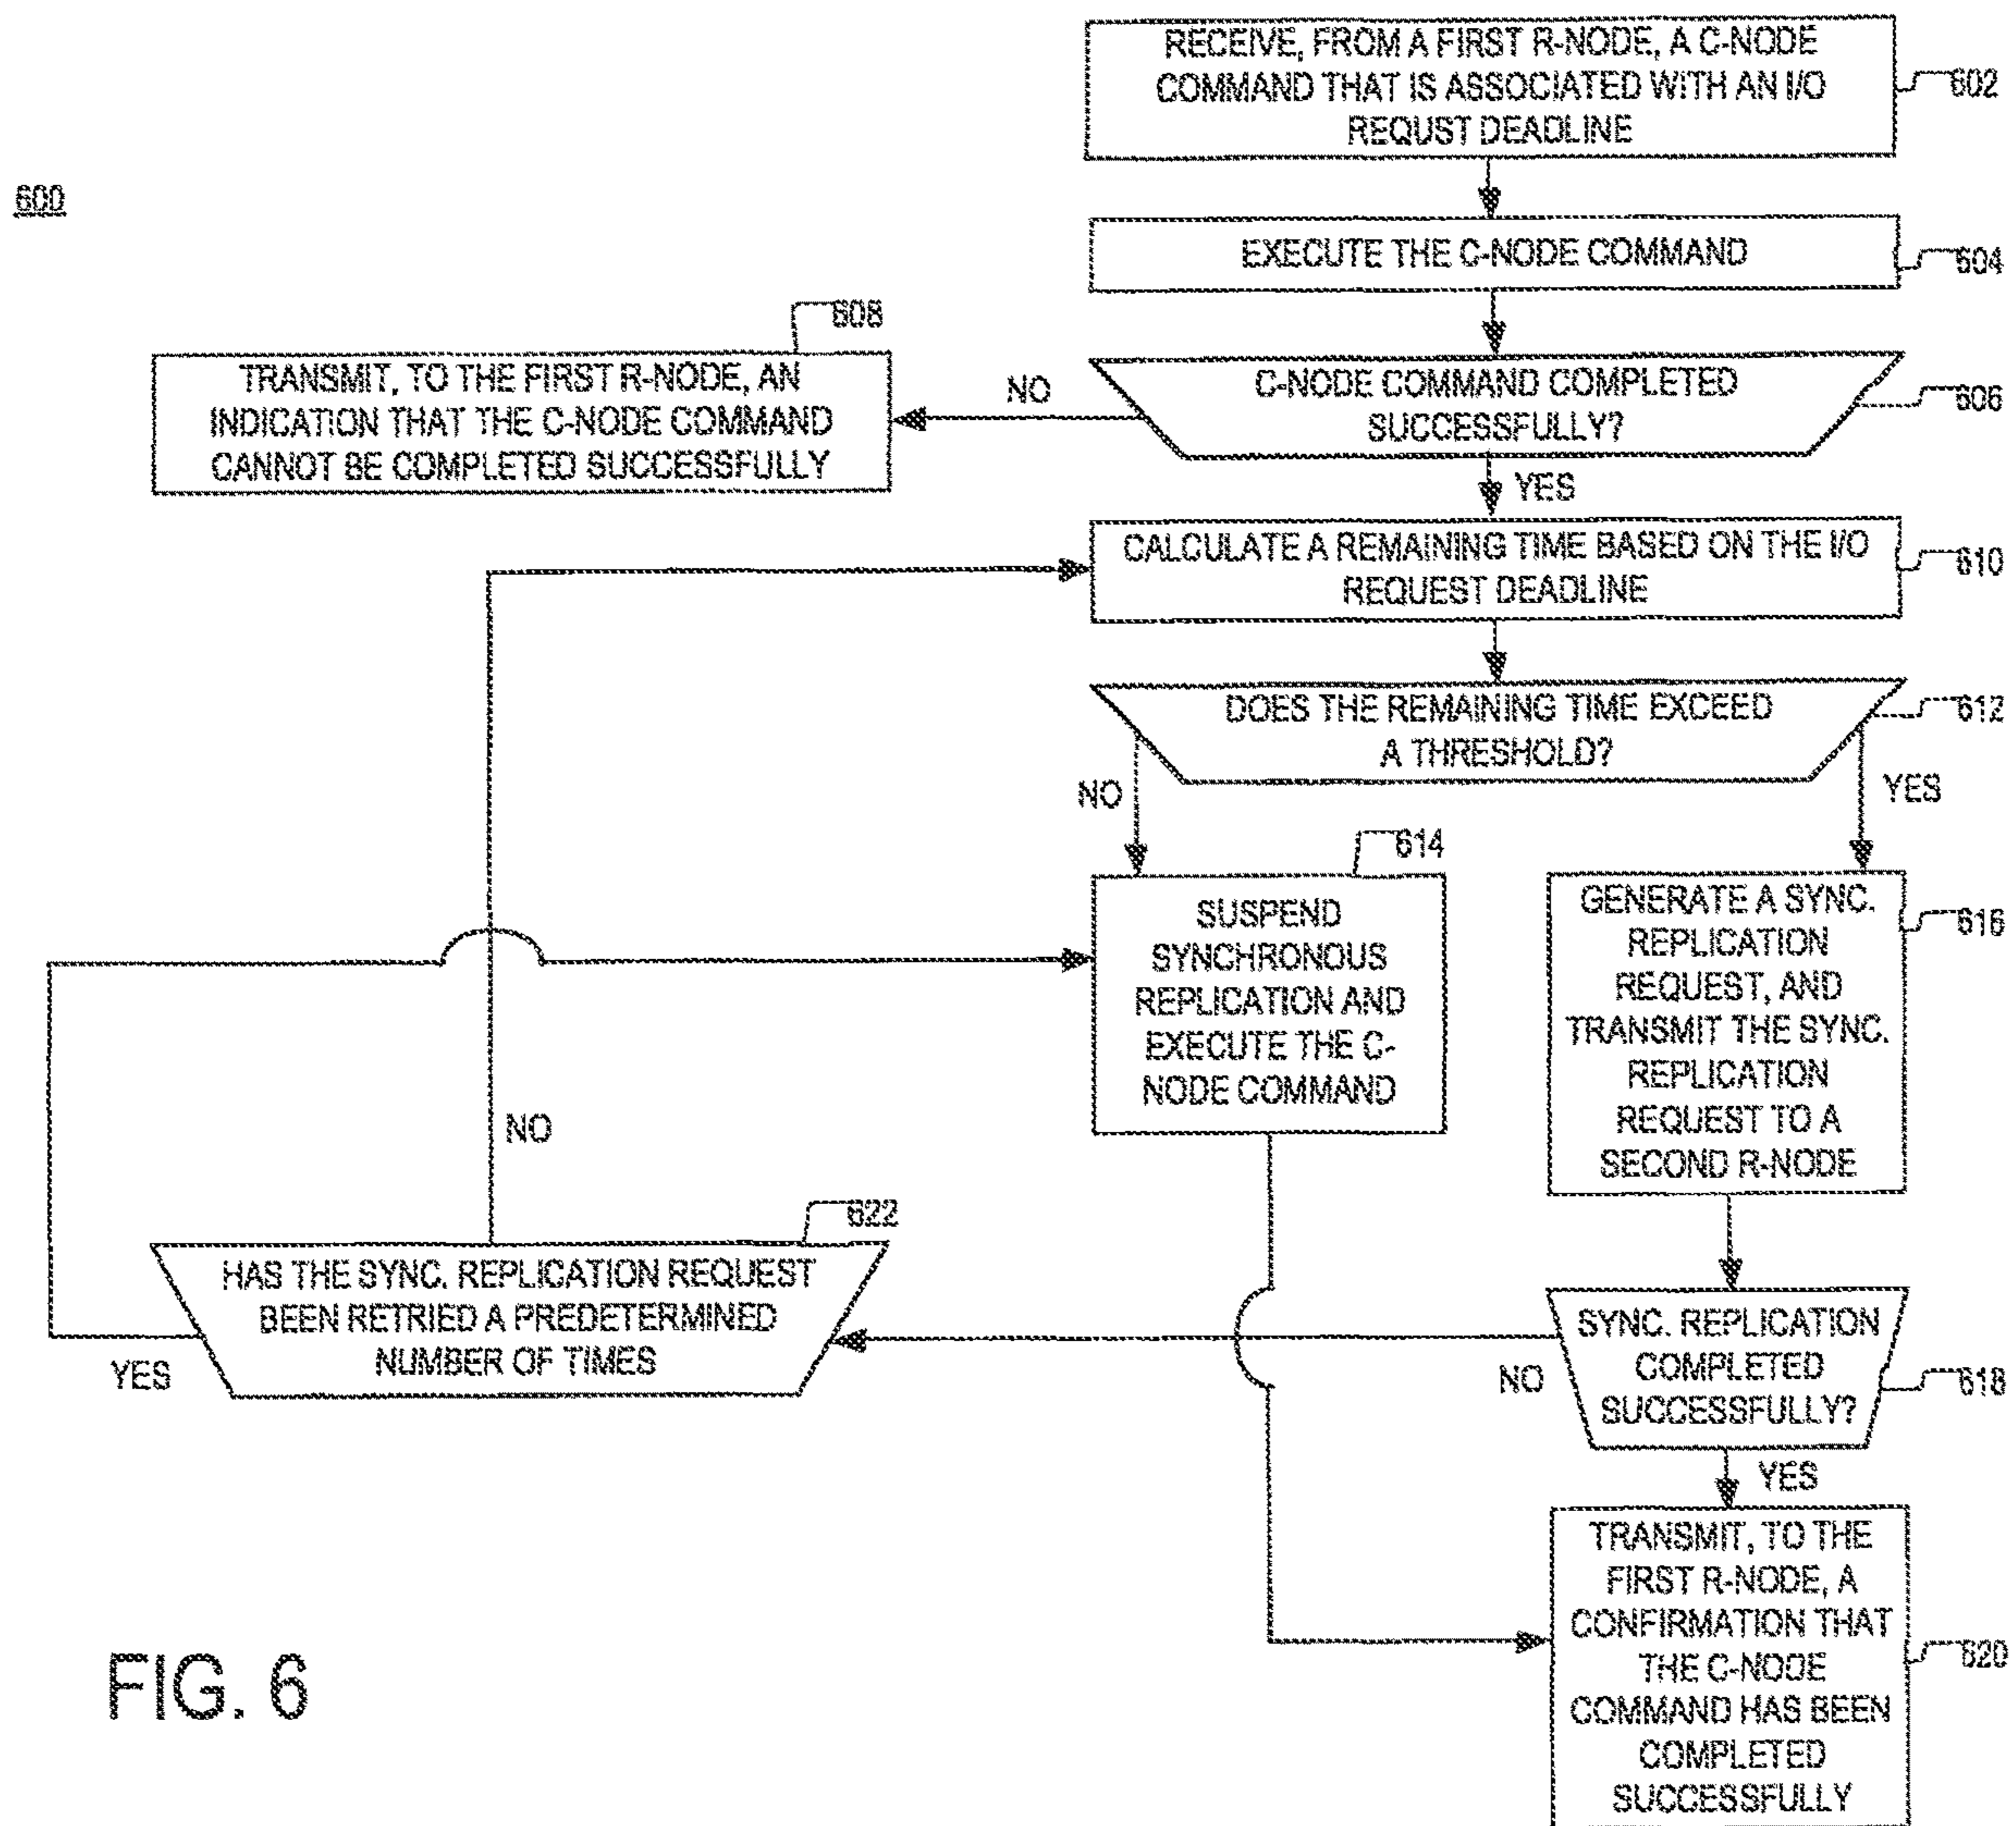 RECEIVE, FROM A FIRST R-NODE, A C-NODE
COMMAND THAT IS ASSOCIATED WITH AN I/O
REQUST DEADLINE
602
600
EXECUTE THE C-NODE COMMAND
604
608
TRANSMIT, TO THE FIRST R-NODE, AN
INDICATION THAT THE C-NODE COMMAND
CANNOT BE COMPLETED SUCCESSFULLY
NO
C-NODE COMMAND COMPLETED
SUCCESSFULLY?
606
YES
CALCULATE A REMAINING TIME BASED ON THE I/O
REQUEST DEADLINE
610
DOES THE REMAINING TIME EXCEED
A THRESHOLD?
612
NO
YES
614
SUSPEND
SYNCHRONOUS
REPLICATION AND
EXECUTE THE C-
NODE COMMAND
GENERATE A SYNC.
REPLICATION
REQUEST, AND
TRANSMIT THE SYNC.
REPLICATION
REQUEST TO A
SECOND R-NODE
616
NO
622
HAS THE SYNC. REPLICATION REQUEST
BEEN RETRIED A PREDETERMINED
NUMBER OF TIMES
YES
NO
SYNC. REPLICATION
COMPLETED
SUCCESSFULLY?
618
YES
TRANSMIT, TO THE
FIRST R-NODE, A
CONFIRMATION THAT
THE C-NODE
COMMAND HAS BEEN
COMPLETED
SUCCESSFULLY
620
FIG. 6